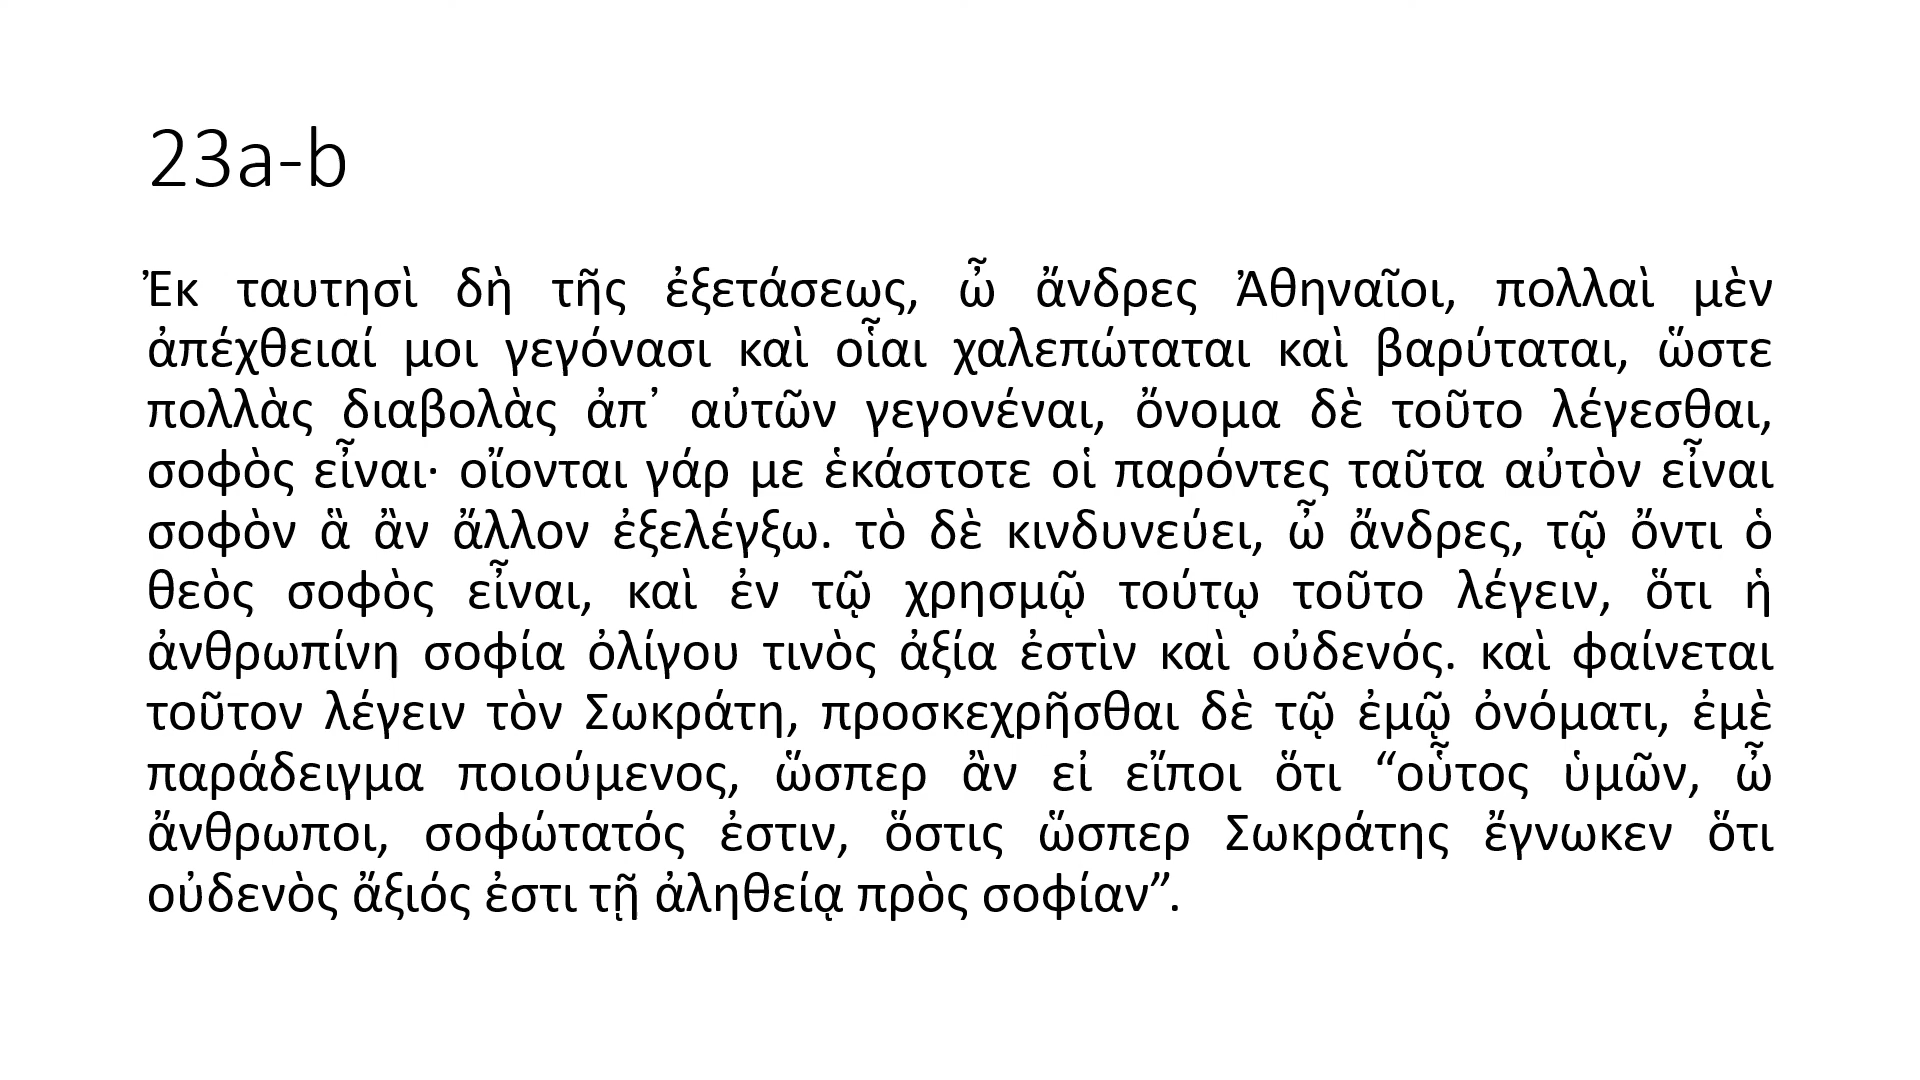 23a-b
Ἐκ ταυτησὶ δὴ τῆς ἐξετάσεως, ὦ ἄνδρες Ἀθηναῖοι, πολλαὶ μὲν
ἀπέχθειαί μοι γεγόνασι καὶ οἷαι χαλεπώταται καὶ βαρύταται, ὥστε
πολλὰς διαβολὰς ἀπ᾽ αὐτῶν γεγονέναι, ὄνομα δὲ τοῦτο λέγεσθαι,
σοφὸς εἶναι· οἴονται γάρ με ἑκάστοτε οἱ παρόντες ταῦτα αὐτὸν εἶναι
σοφὸν ἃ ἂν ἄλλον ἐξελέγξω. τὸ δὲ κινδυνεύει, ὦ ἄνδρες, τῷ ὄντι ὁ
θεὸς σοφὸς εἶναι, καὶ ἐν τῷ χρησμῷ τούτῳ τοῦτο λέγειν, ὅτι ἡ
ἀνθρωπίνη σοφία ὀλίγου τινὸς ἀξία ἐστὶν καὶ οὐδενός. καὶ φαίνεται
τοῦτον λέγειν τὸν Σωκράτη, προσκεχρῆσθαι δὲ τῷ ἐμῷ ὀνόματι, ἐμὲ
παράδειγμα ποιούμενος, ὥσπερ ἂν εἰ εἴποι ὅτι “οὗτος ὑμῶν, ὦ
ἄνθρωποι, σοφώτατός ἐστιν, ὅστις ὥσπερ Σωκράτης ἔγνωκεν ὅτι
οὐδενὸς ἄξιός ἐστι τῇ ἀληθείᾳ πρὸς σοφίαν”.